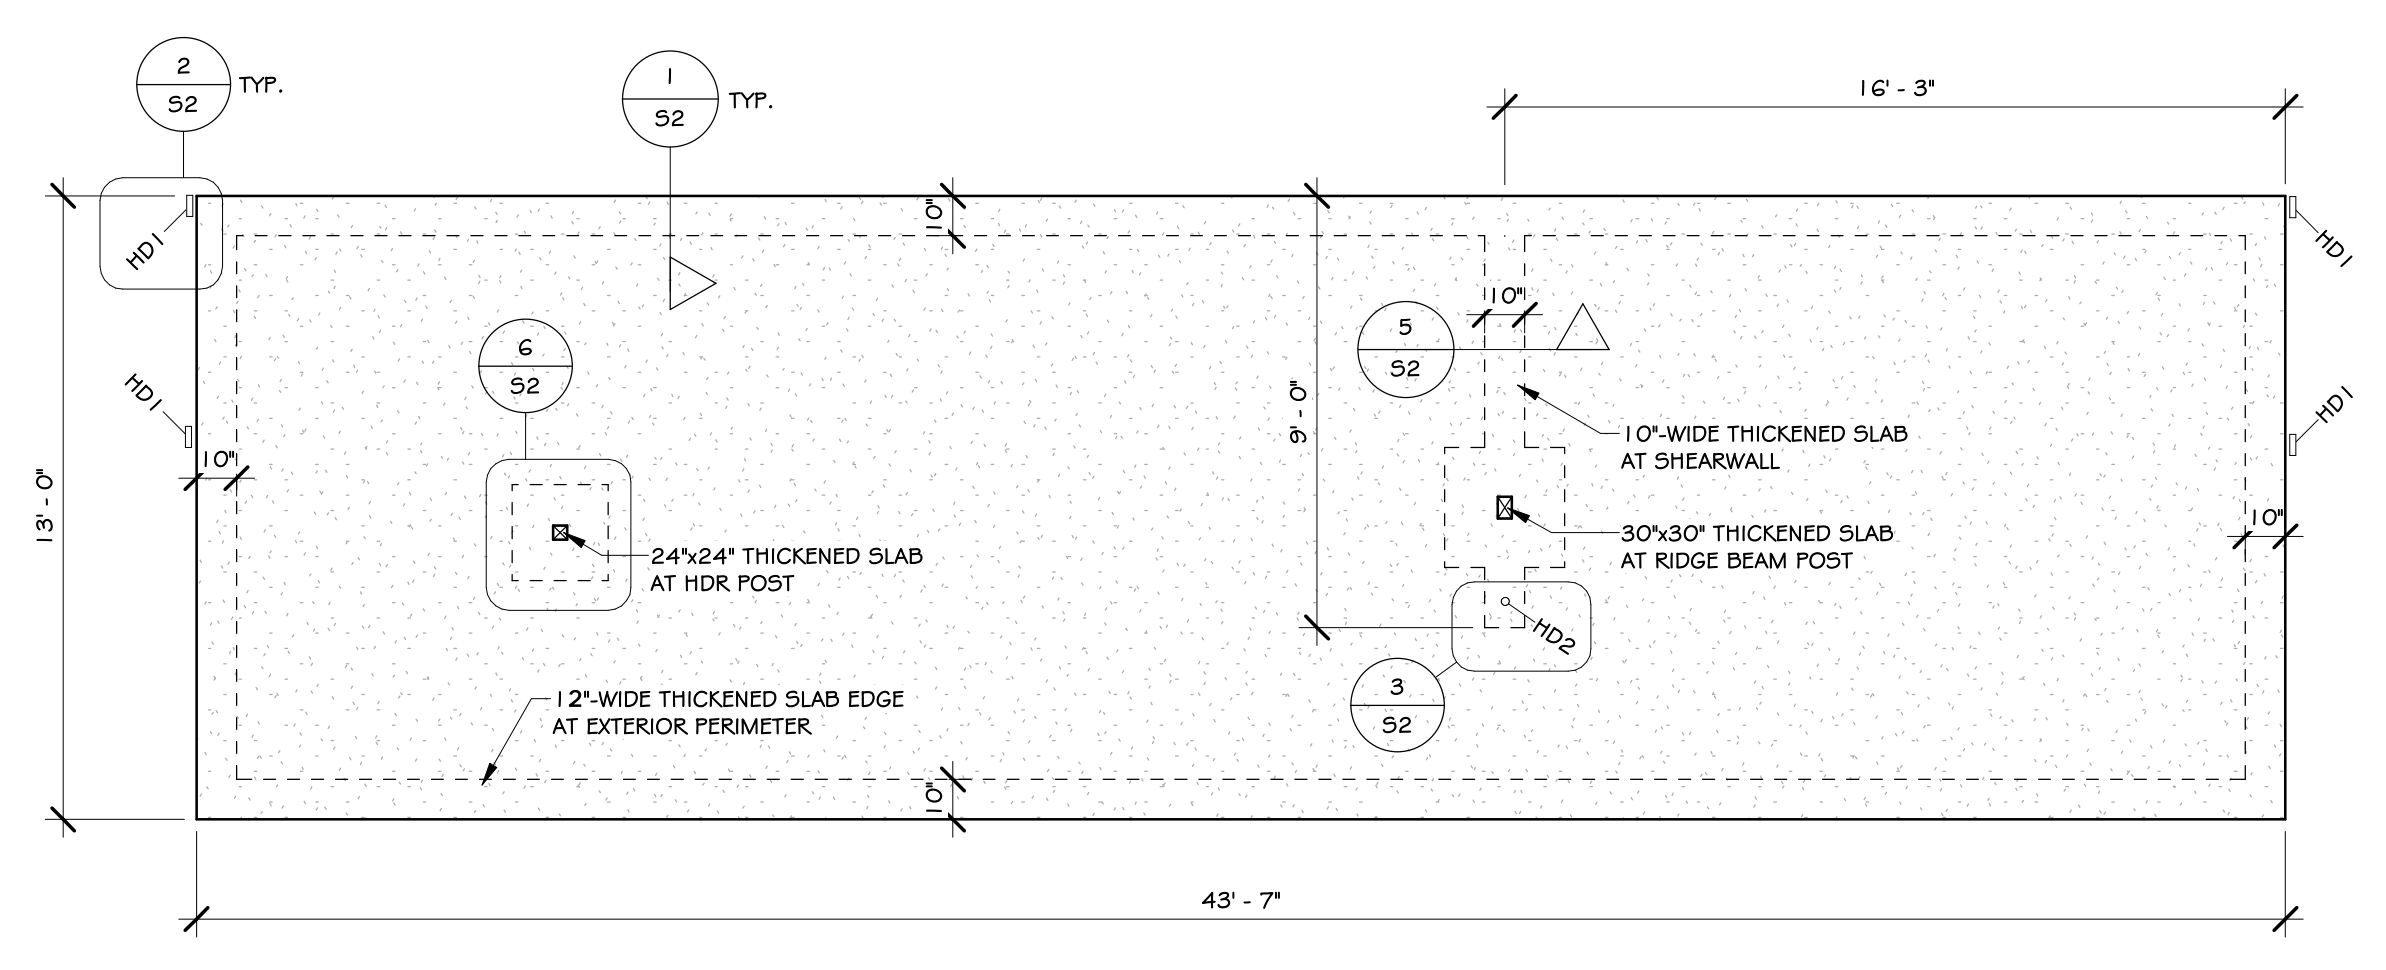 2
S2
TYP.
1
S2
TYP.
16' - 3"
10"
HD1
HD1
10"
5
S2
6
S2
HD1
HD1
9' - 0"
10"-WIDE THICKENED SLAB
AT SHEARWALL
10"
13' - 0"
10"
30"x30" THICKENED SLAB
AT RIDGE BEAM POST
24"x24" THICKENED SLAB
AT HDR POST
HD2
3
S2
12"-WIDE THICKENED SLAB EDGE
AT EXTERIOR PERIMETER
10"
43' - 7"